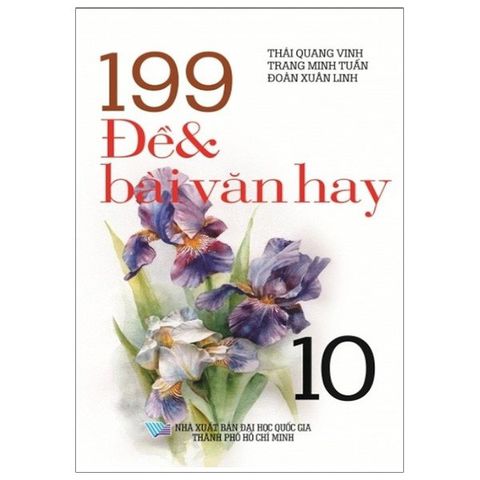 THÁI QUANG VINH
TRANG MINH TUẤN
ĐOÀN XUÂN LINH
199
Đề &
bài văn hay
10
NHÀ XUẤT BẢN ĐẠI HỌC QUỐC GIA
THÀNH PHỐ HỒ CHÍ MINH